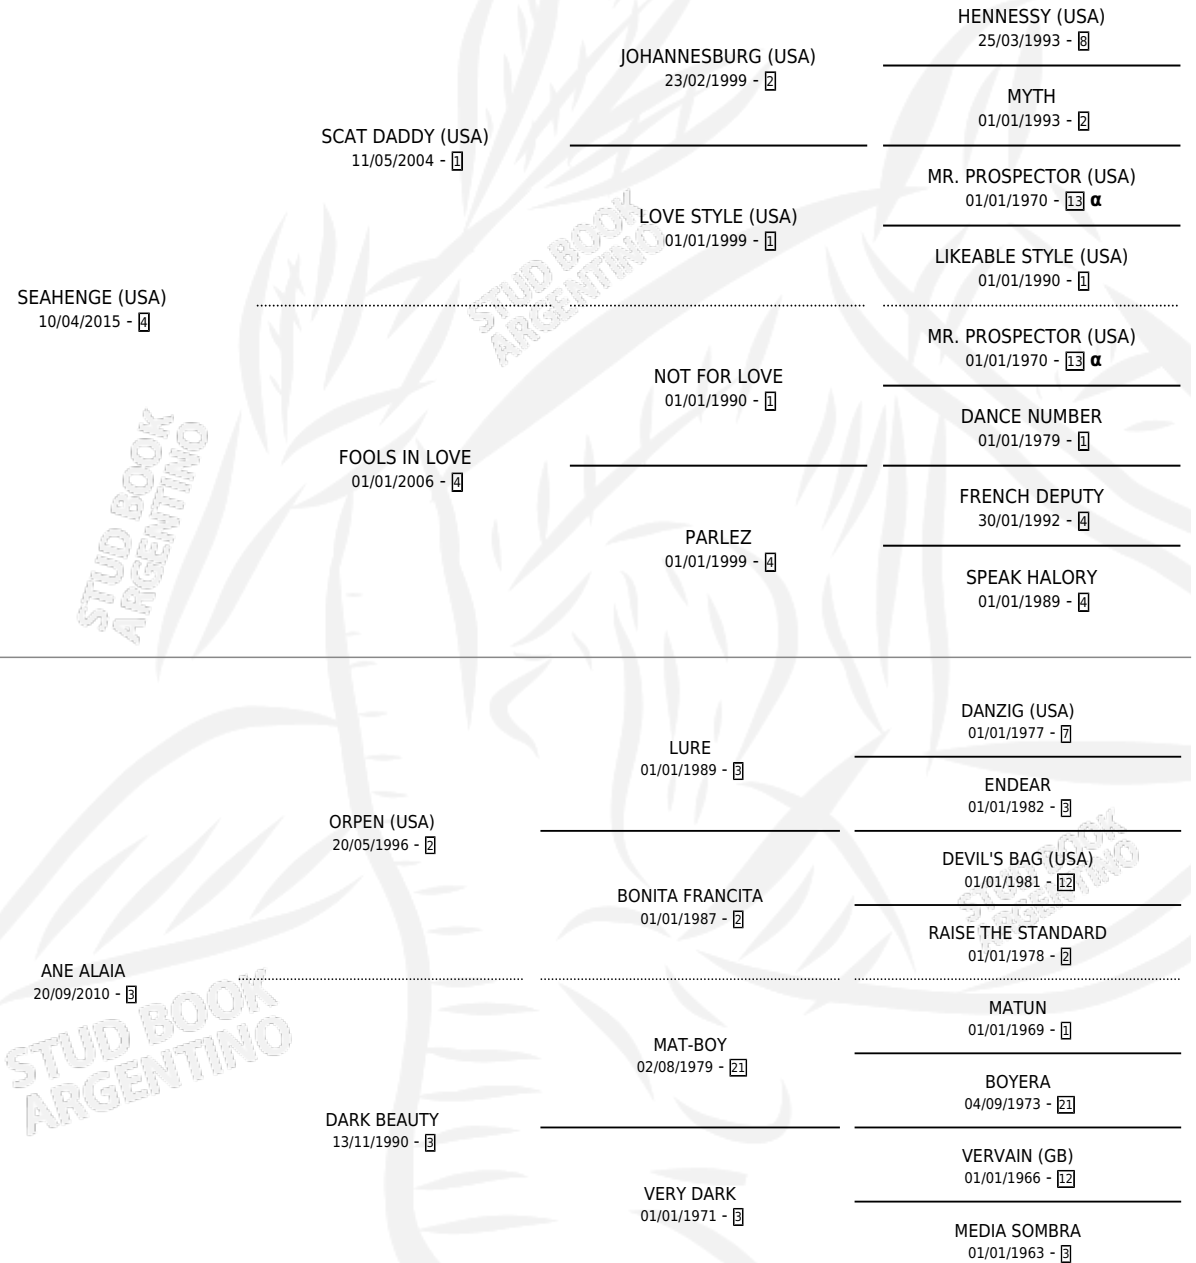 HENNESSY (USA)
25/03/1993 - 8
JOHANNESBURG (USA)
23/02/1999 - 2
MYTH
01/01/1993 - 2
SCAT DADDY (USA)
11/05/2004 - 1
MR. PROSPECTOR (USA)
01/01/1970 - 13 α
LOVE STYLE (USA)
01/01/1999 - 1
LIKEABLE STYLE (USA)
01/01/1990 - 1
STUD BOOK
ARGENTINO
SEAHENGE (USA)
10/04/2015 - 4
MR. PROSPECTOR (USA)
01/01/1970 - 13 α
NOT FOR LOVE
01/01/1990 - 1
DANCE NUMBER
01/01/1979 - 1
FOOLS IN LOVE
01/01/2006 - 4
FRENCH DEPUTY
30/01/1992 - 4
PARLEZ
01/01/1999 - 4
SPEAK HALORY
01/01/1989 - 4
STUD BOOK
ARGENTINO
DANZIG (USA)
01/01/1977 - 7
LURE
01/01/1989 - 3
ENDEAR
01/01/1982 - 3
ORPEN (USA)
20/05/1996 - 2
DEVIL'S BAG (USA)
01/01/1981 - 12
BONITA FRANCITA
01/01/1987 - 2
RAISE THE STANDARD
01/01/1978 - 2
STUD BOOK
ARGENTINO
ANE ALAIA
20/09/2010 - 3
MATUN
01/01/1969 - 1
MAT-BOY
02/08/1979 - 21
BOYERA
04/09/1973 - 21
STUD BOOK
ARGENTINO
DARK BEAUTY
13/11/1990 - 3
VERVAIN (GB)
01/01/1966 - 12
VERY DARK
01/01/1971 - 3
MEDIA SOMBRA
01/01/1963 - 3